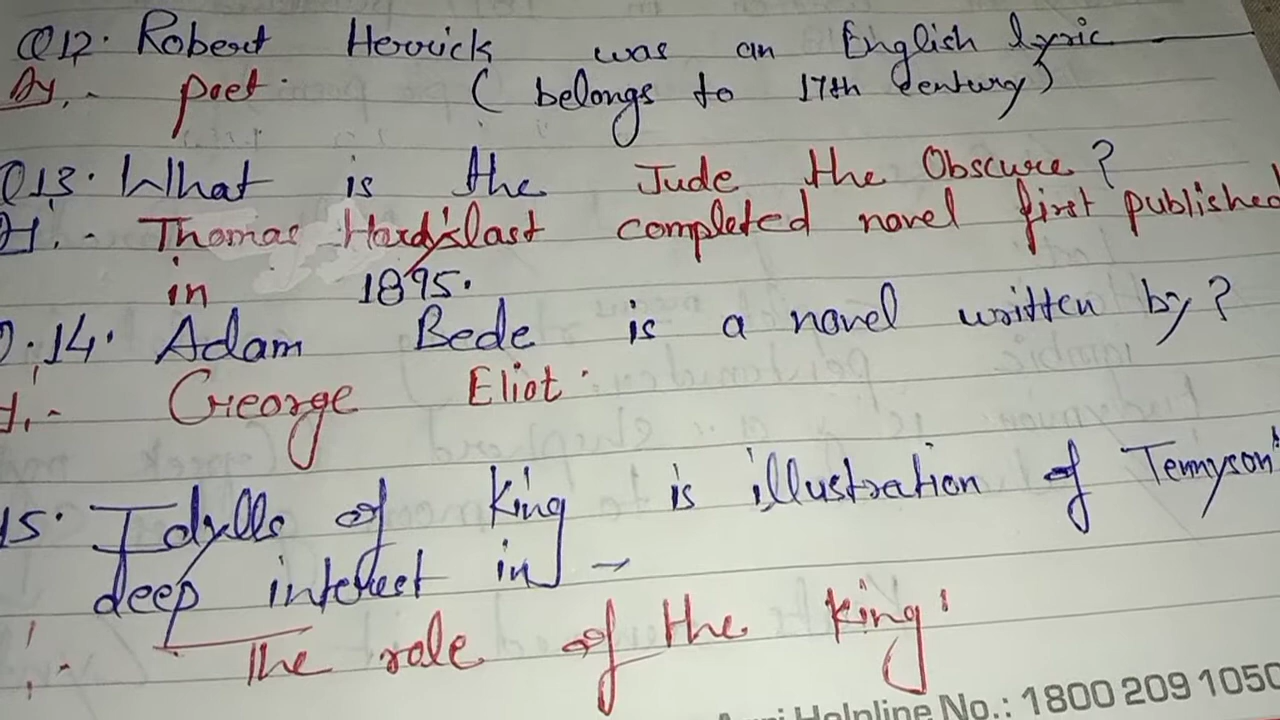 Q12. Robert Herrick was an English lyric
poet. ( belongs to 17th Century)
Q13. What is the Jude the Obscure?
Thomas Hardy's last completed novel first published
in 1895.
14. Adam Bede is a novel written by?
George Eliot.
15. Idylls of King is illustration of Tennyson's
deep interest in –
The role of the king.
Helpline No.: 1800 209 1050